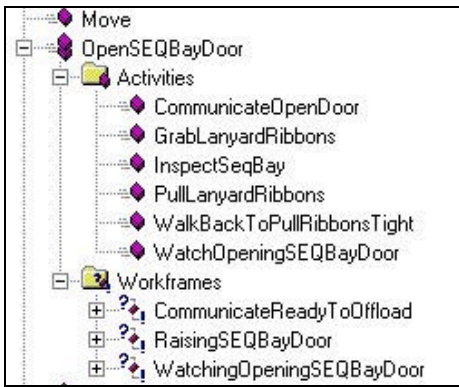 Move
OpenSEQBayDoor
Activities
CommunicateOpenDoor
GrabLanyardRibbons
InspectSeqBay
PullLanyardRibbons
WalkBackToPullRibbonsTight
WatchOpeningSEQBayDoor
Workframes
CommunicateReadyToOffload
RaisingSEQBayDoor
WatchingOpeningSEQBayDoor